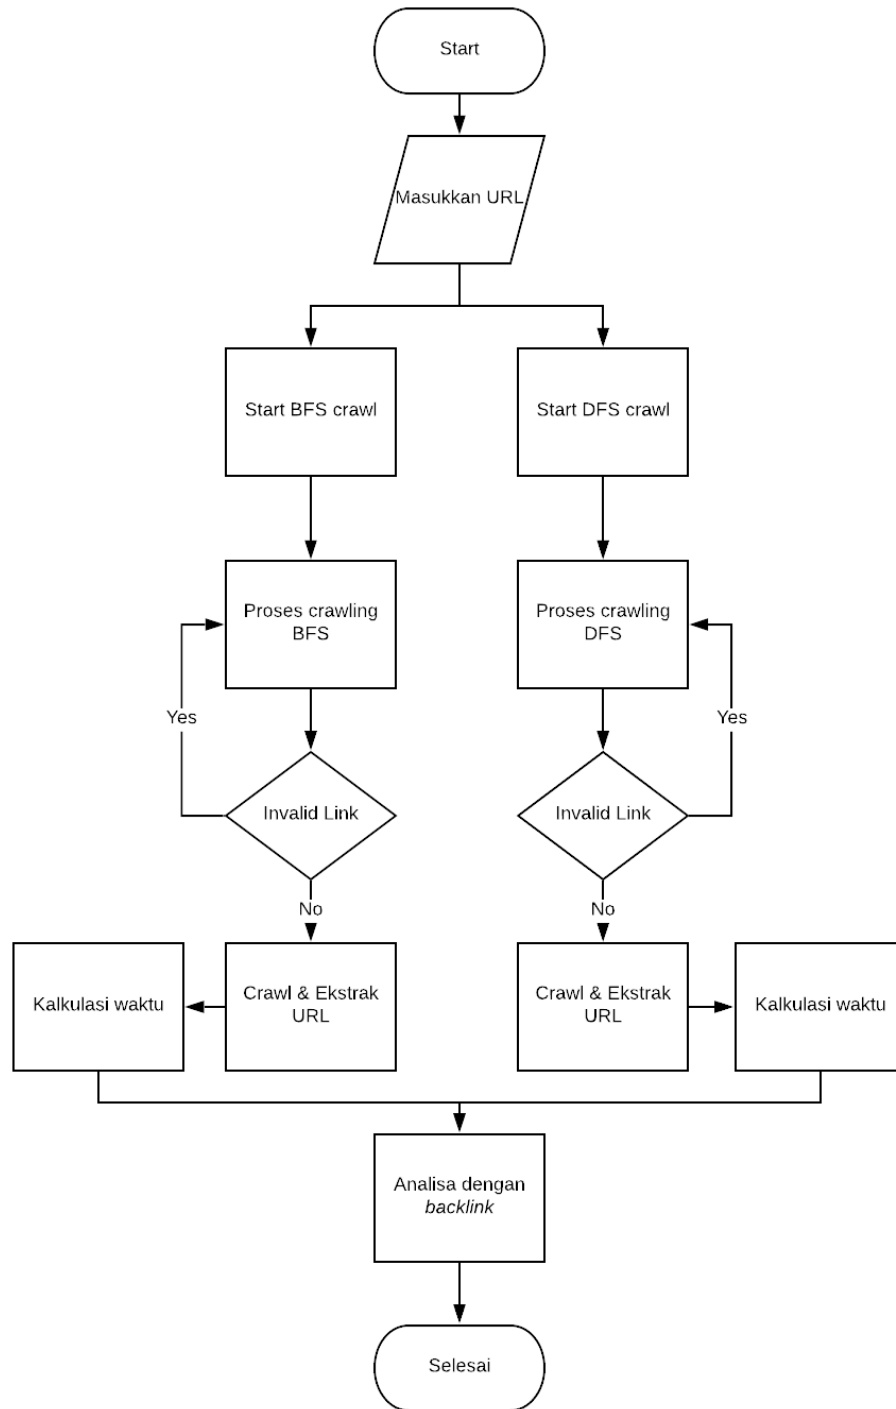 Start
Masukkan URL
Start BFS crawl
Start DFS crawl
Proses crawling
BFS
Proses crawling
DFS
Yes
Yes
Invalid Link
Invalid Link
No
No
Kalkulasi waktu
Crawl & Ekstrak
URL
Crawl & Ekstrak
URL
Kalkulasi waktu
Analisa dengan
backlink
Selesai